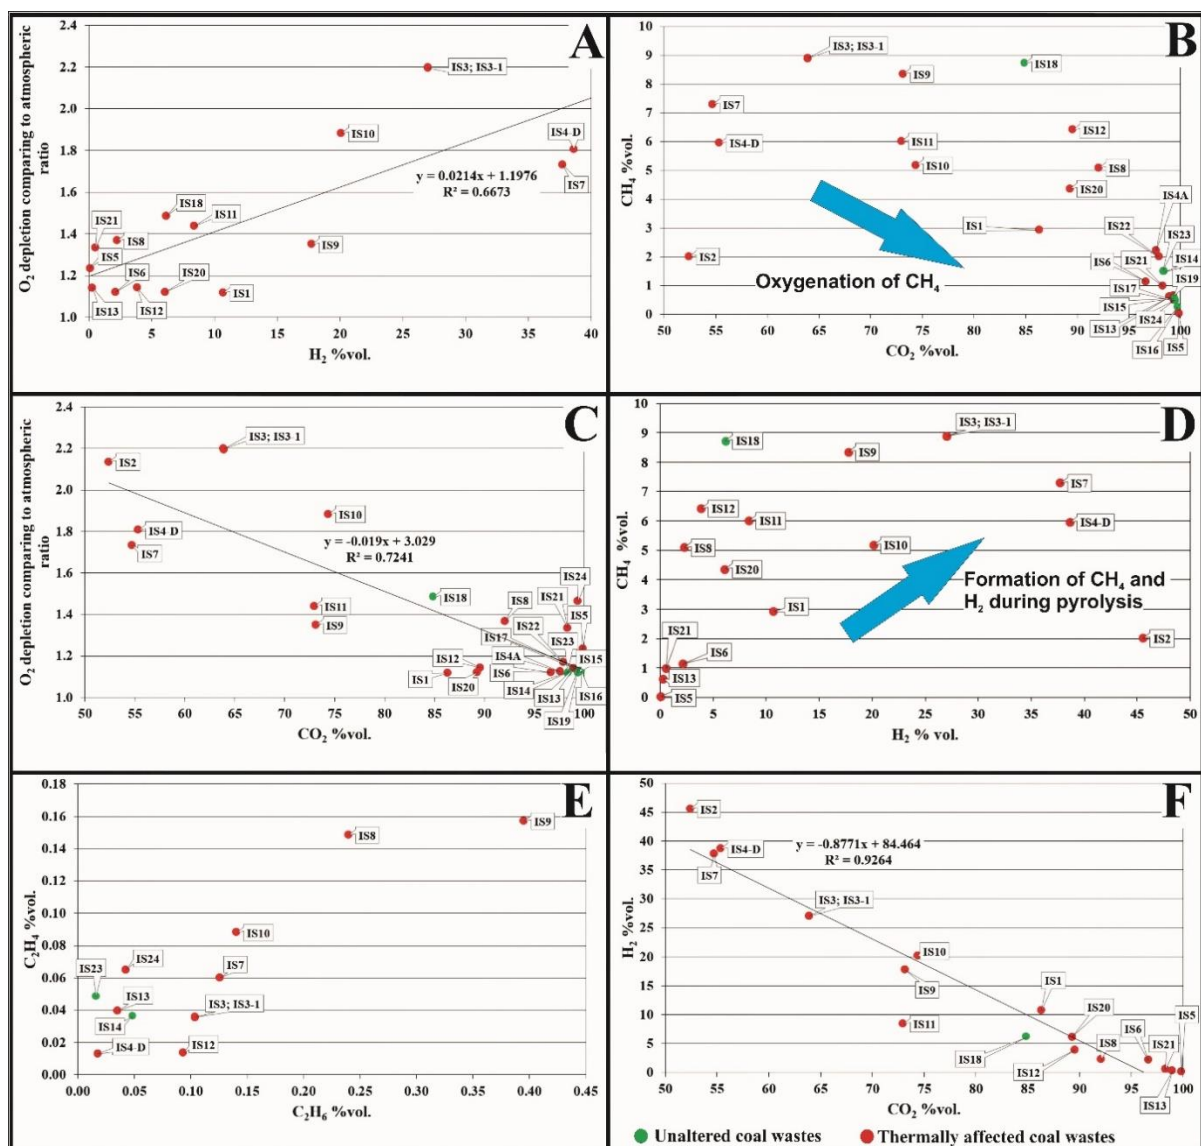 A
O₂ depletion comparing to atmospheric
ratio
2.4
2.2
2.0
1.8
1.6
1.4
1.2
1.0
IS3; IS3-1
IS10
IS4-D
y = 0.0214x + 1.1976
R² = 0.6673
IS7
IS18
IS21
IS11
IS8
IS9
IS5
IS6
IS20
IS13
IS12
IS1
0 5 10 15 20 25 30 35 40
H₂ %vol.
B
CH₄ %vol.
10
9
8
7
6
5
4
3
2
1
0
IS3; IS3-1
IS18
IS9
IS7
IS12
IS4-D
IS11
IS10
IS8
IS20
IS4A
IS1
IS22
IS23
IS2
IS6
IS21
IS14
Oxygenation of CH₄
IS17
IS19
IS15
IS13
IS24
IS16
IS5
50 55 60 65 70 75 80 85 90 95 100
CO₂ %vol.
C
O₂ depletion comparing to atmospheric
ratio
2.4
2.2
2.0
1.8
1.6
1.4
1.2
1.0
IS3; IS3-1
IS2
IS10
IS4-D
y = -0.019x + 3.029
R² = 0.7241
IS7
IS24
IS18
IS21
IS11
IS8
IS5
IS9
IS22
IS17
IS23
IS12
IS4A
IS15
IS1
IS20
IS6
IS14
IS13
IS16
IS19
50 55 60 65 70 75 80 85 90 95 100
CO₂ %vol.
D
CH₄ %vol.
10
9
8
7
6
5
4
3
2
1
0
IS3; IS3-1
IS18
IS9
IS7
IS12
IS11
IS4-D
IS8
IS10
IS20
Formation of CH₄ and
H₂ during pyrolysis
IS1
IS21
IS6
IS2
IS13
IS5
0 5 10 15 20 25 30 35 40 45 50
H₂ % vol.
E
C₂H₄ %vol.
0.18
0.16
0.14
0.12
0.10
0.08
0.06
0.04
0.02
0.00
IS9
IS8
IS10
IS23
IS24
IS7
IS13
IS3; IS3-1
IS14
IS4-D
IS12
0.00 0.05 0.10 0.15 0.20 0.25 0.30 0.35 0.40 0.45
C₂H₆ %vol.
F
H₂ %vol.
50
45
40
35
30
25
20
15
10
5
0
IS2
IS4-D
y = -0.8771x + 84.464
R² = 0.9264
IS7
IS3; IS3-1
IS10
IS9
IS1
IS5
IS20
IS11
IS6
IS18
IS8
IS21
IS12
IS13
50 55 60 65 70 75 80 85 90 95 100
CO₂ %vol.
Unaltered coal wastes
Thermally affected coal wastes